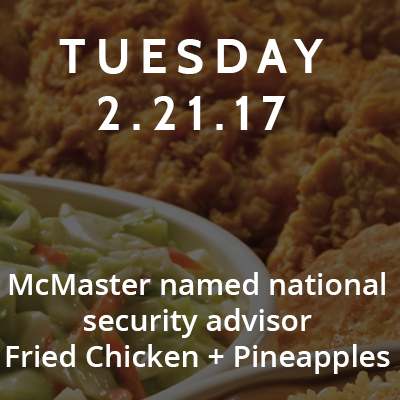 TUESDAY
2.21.17
McMaster named national
security advisor
Fried Chicken + Pineapples